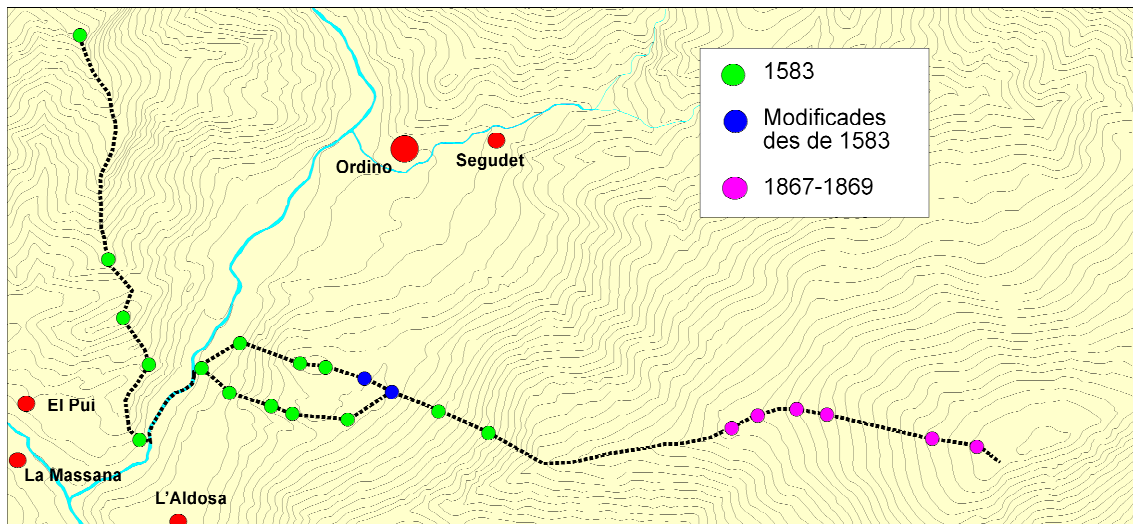 1583
Modificades
des de 1583
1867-1869
Ordino
Segudet
El Pui
La Massana
L'Aldosa